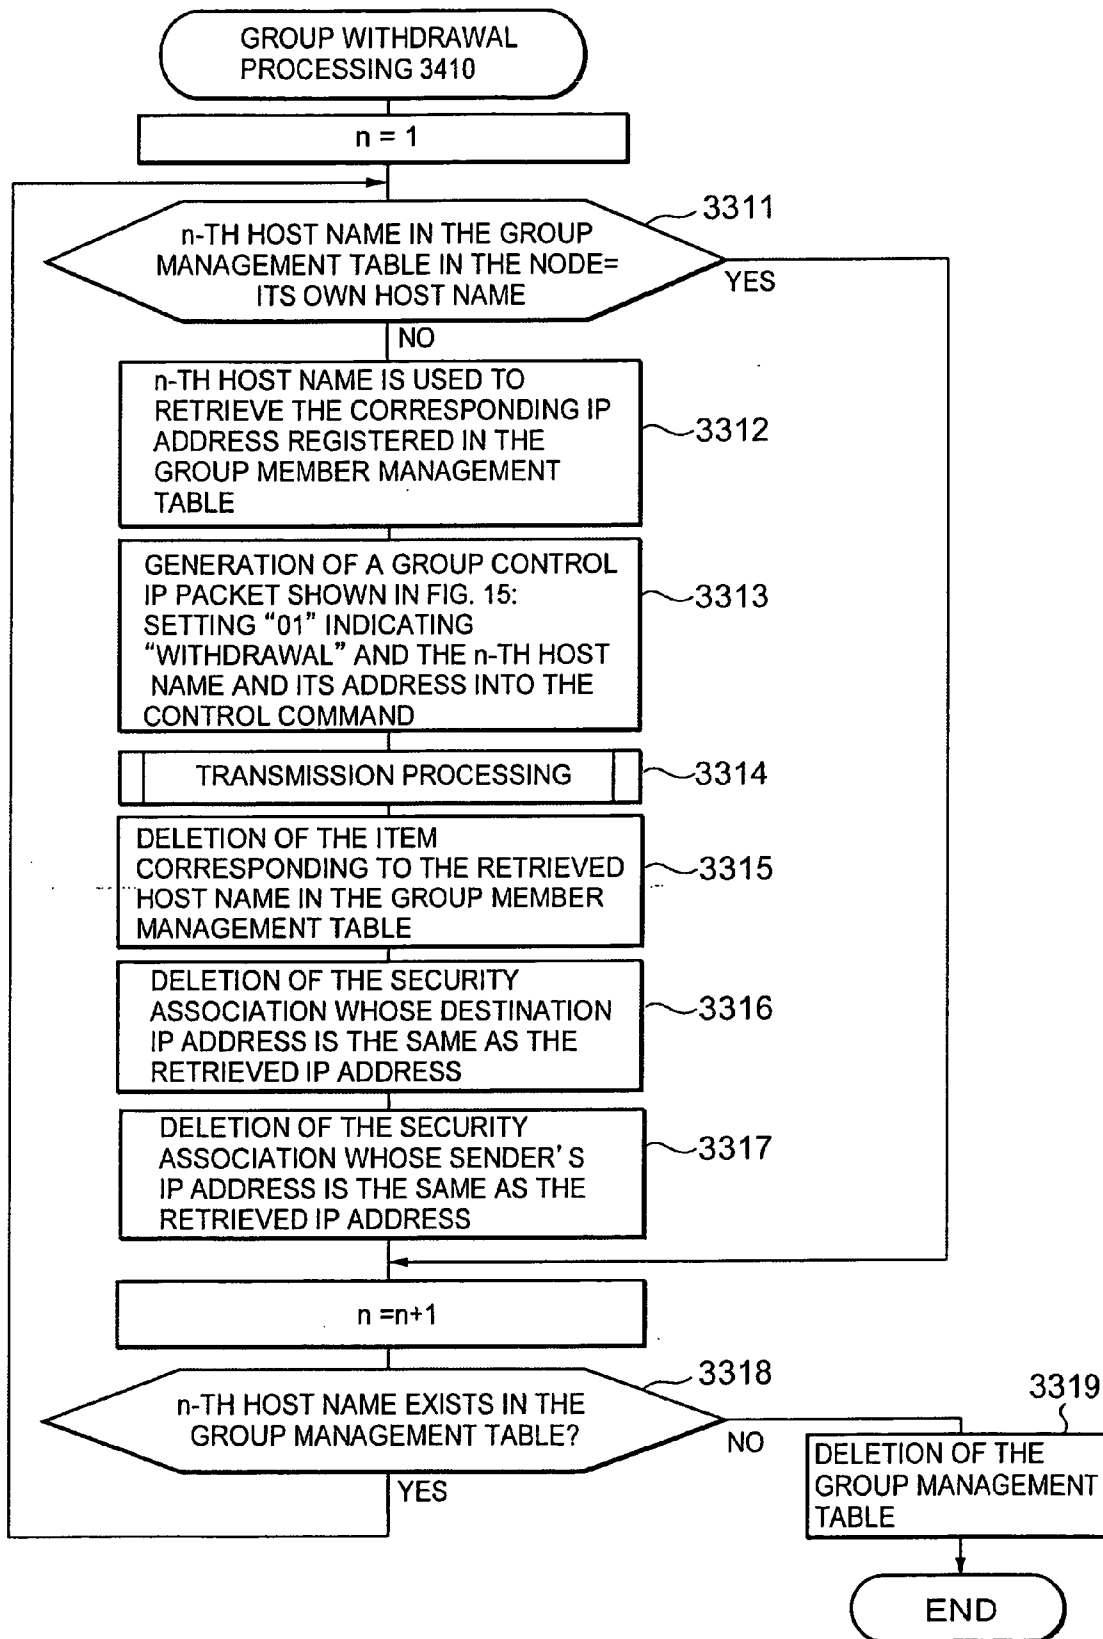 GROUP WITHDRAWAL
PROCESSING 3410
n = 1
3311
n-TH HOST NAME IN THE GROUP
MANAGEMENT TABLE IN THE NODE=
ITS OWN HOST NAME
YES
NO
n-TH HOST NAME IS USED TO
RETRIEVE THE CORRESPONDING IP
ADDRESS REGISTERED IN THE
GROUP MEMBER MANAGEMENT
TABLE
3312
GENERATION OF A GROUP CONTROL
IP PACKET SHOWN IN FIG. 15:
SETTING “01” INDICATING
“WITHDRAWAL” AND THE n-TH HOST
NAME AND ITS ADDRESS INTO THE
CONTROL COMMAND
3313
TRANSMISSION PROCESSING
3314
DELETION OF THE ITEM
CORRESPONDING TO THE RETRIEVED
HOST NAME IN THE GROUP MEMBER
MANAGEMENT TABLE
3315
DELETION OF THE SECURITY
ASSOCIATION WHOSE DESTINATION
IP ADDRESS IS THE SAME AS THE
RETRIEVED IP ADDRESS
3316
DELETION OF THE SECURITY
ASSOCIATION WHOSE SENDER'S
IP ADDRESS IS THE SAME AS THE
RETRIEVED IP ADDRESS
3317
n =n+1
3318
n-TH HOST NAME EXISTS IN THE
GROUP MANAGEMENT TABLE?
NO
YES
3319
DELETION OF THE
GROUP MANAGEMENT
TABLE
END